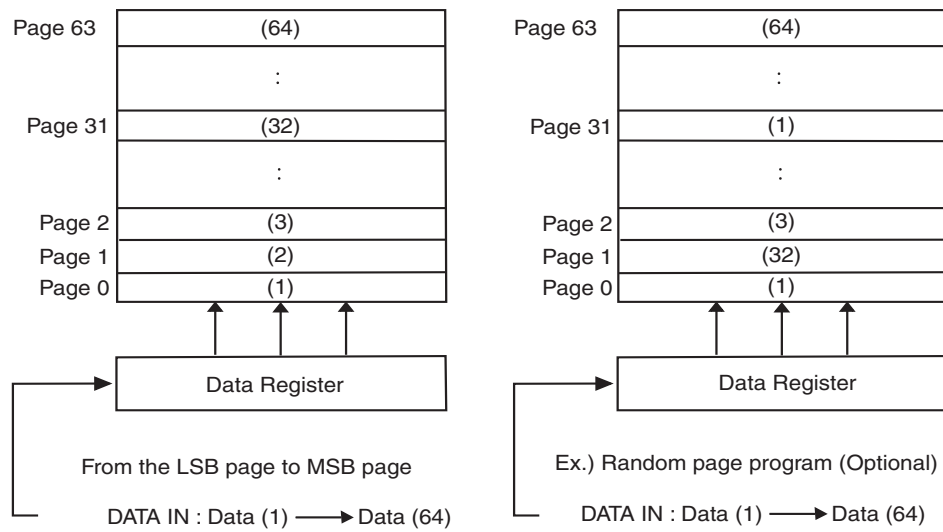 Page 63 (64)
:
Page 31 (32)
:
Page 2 (3)
Page 1 (2)
Page 0 (1)
Data Register
From the LSB page to MSB page
DATA IN : Data (1) Data (64)
Page 63 (64)
:
Page 31 (1)
:
Page 2 (3)
Page 1 (32)
Page 0 (1)
Data Register
Ex.) Random page program (Optional)
DATA IN : Data (1) Data (64)